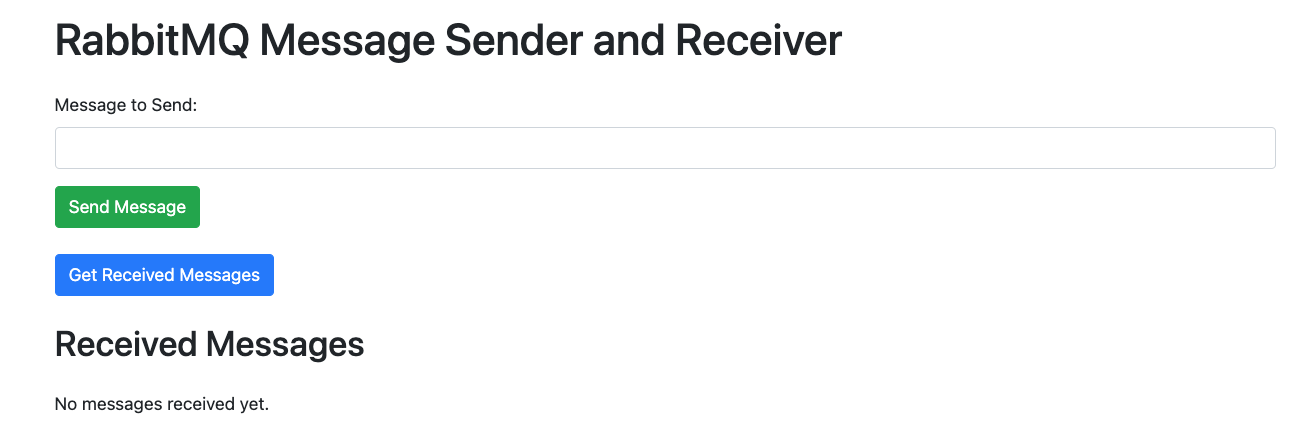 RabbitMQ Message Sender and Receiver
Message to Send:
Send Message
Get Received Messages
Received Messages
No messages received yet.